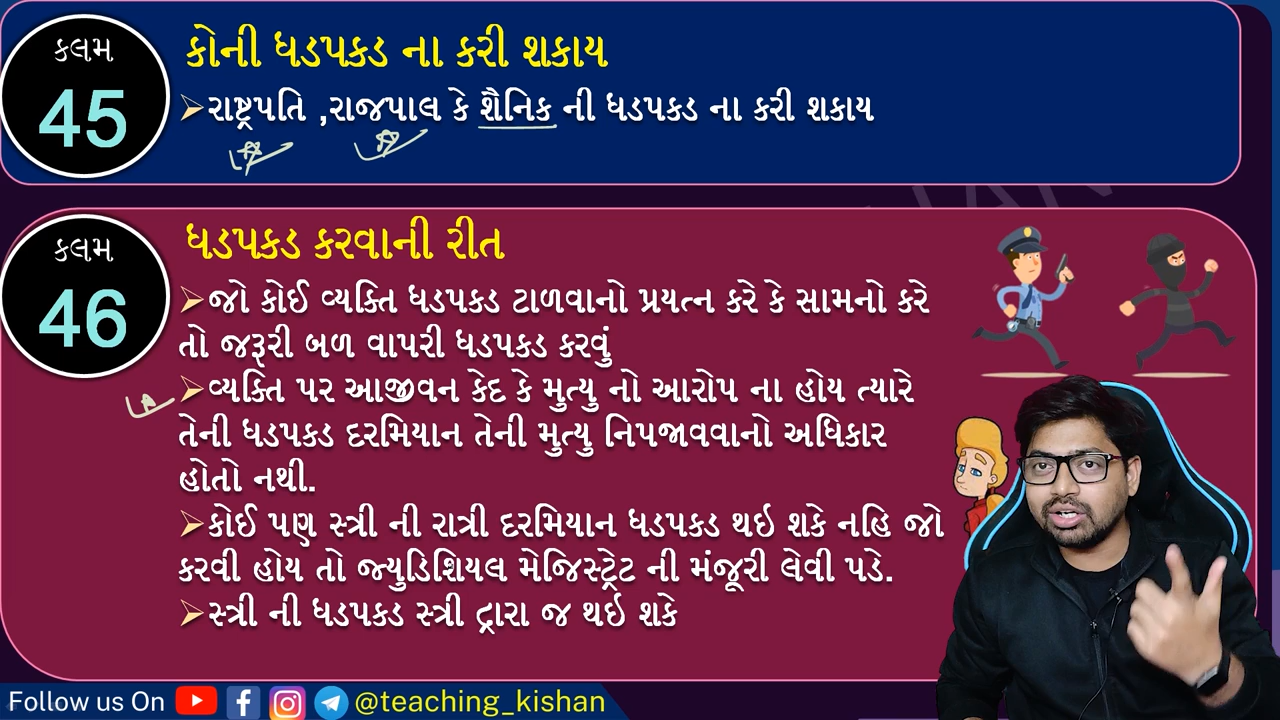 કલમ
45
કોની ધડપકડ ના કરી શકાય
➢રાષ્ટ્રપતિ ,રાજપાલ કે શૈનિક ની ધડપકડ ના કરી શકાય
કલમ
46
ધડપકડ કરવાની રીત
➢જો કોઈ વ્યક્તિ ધડપકડ ટાળવાનો પ્રયત્ન કરે કે સામનો કરે
તો જરૂરી બળ વાપરી ધડપકડ કરવું
➢વ્યક્તિ પર આજીવન કેદ કે મુત્યુ નો આરોપ ના હોય ત્યારે
તેની ધડપકડ દરમિયાન તેની મુત્યુ નિપજાવવાનો અધિકાર
હોતો નથી.
➢કોઈ પણ સ્ત્રી ની રાત્રી દરમિયાન ધડપકડ થઇ શકે નહિ જો
કરવી હોય તો જ્યુડિશિયલ મેજિસ્ટ્રેટ ની મંજૂરી લેવી પડે.
➢સ્ત્રી ની ધડપકડ સ્ત્રી દ્વારા જ થઇ શકે
Follow us On @teaching_kishan